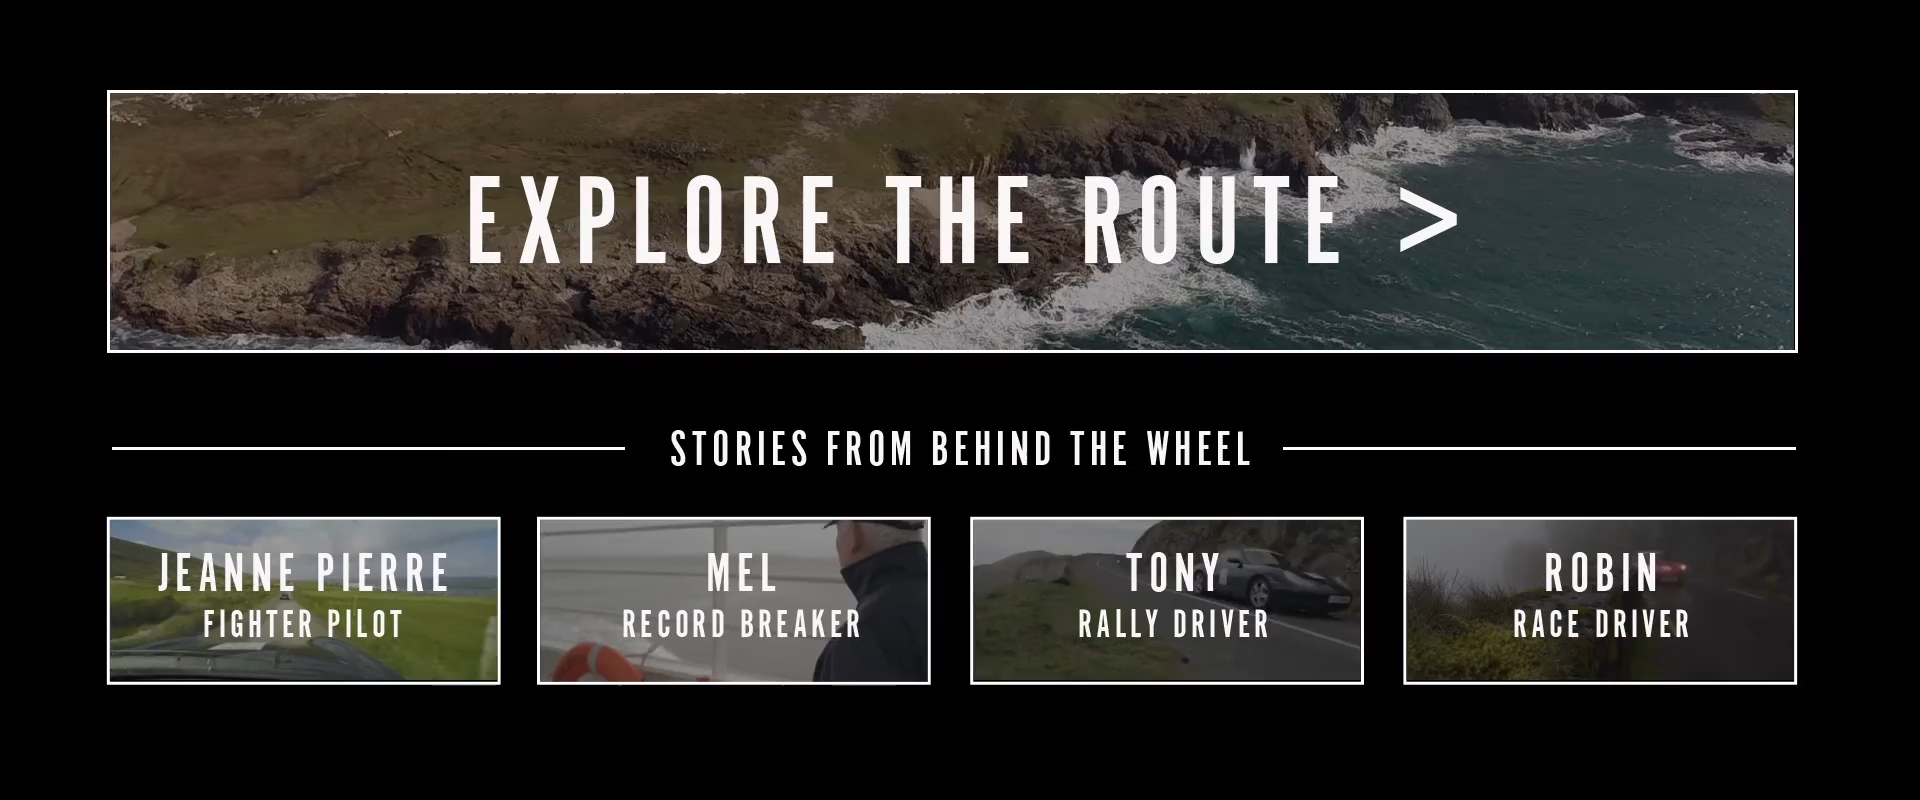 EXPLORE THE ROUTE >
STORIES FROM BEHIND THE WHEEL
JEANNE PIERRE
FIGHTER PILOT
MEL
RECORD BREAKER
TONY
RALLY DRIVER
ROBIN
RACE DRIVER